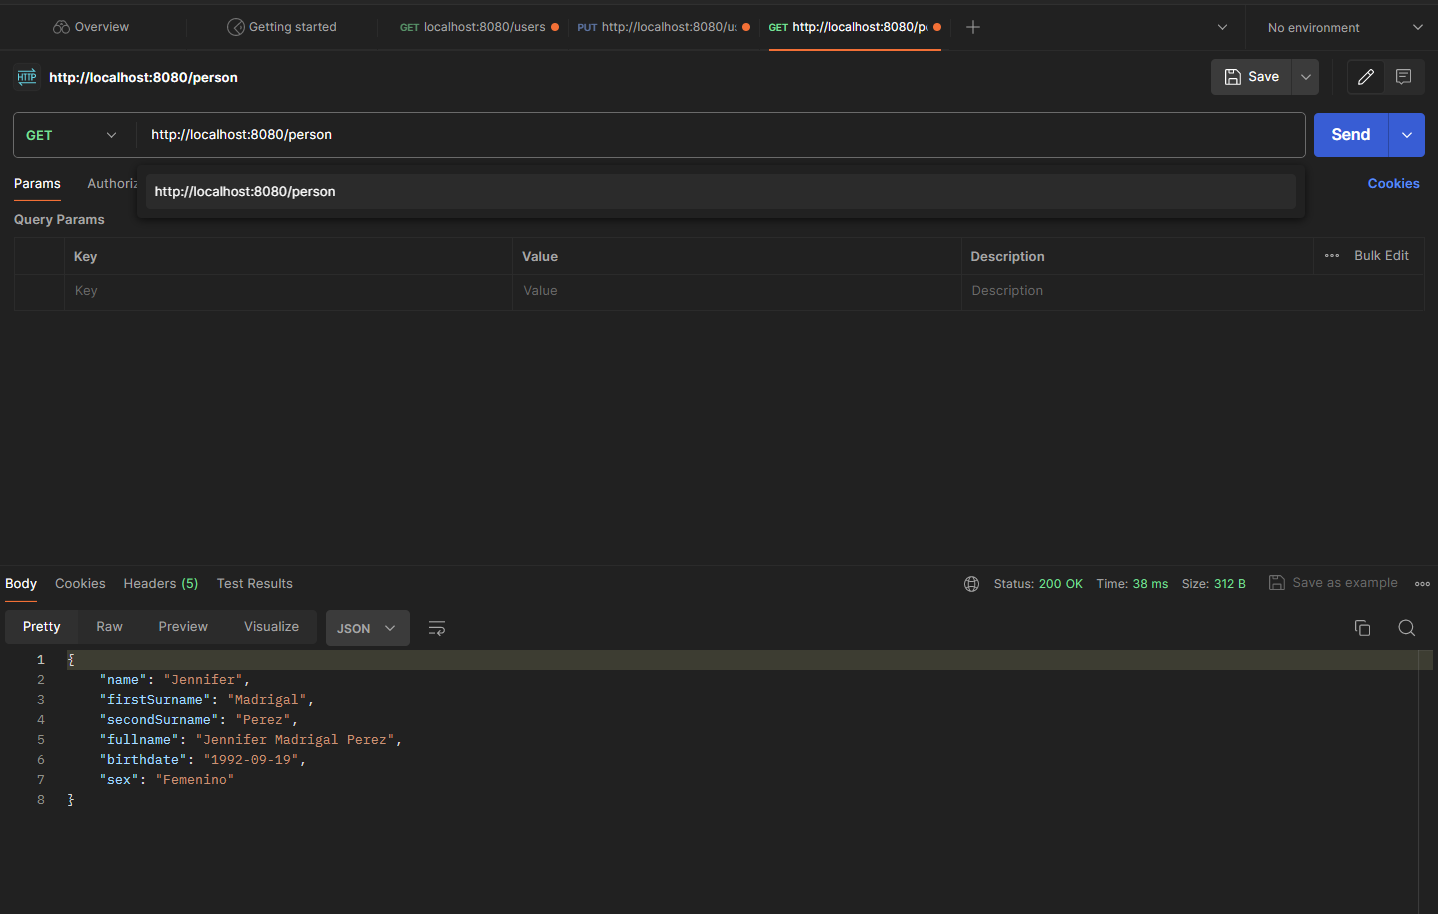 Overview
Getting started
GET localhost:8080/users
PUT http://localhost:8080/u
GET http://localhost:8080/p
No environment
HTTP http://localhost:8080/person
Save
GET
http://localhost:8080/person
Send
Params
Authoriz
http://localhost:8080/person
Cookies
Query Params
Key Value Description Bulk Edit
Key Value Description
Body Cookies Headers (5) Test Results
Status: 200 OK Time: 38 ms Size: 312 B
Save as example
Pretty Raw Preview Visualize JSON
1 {
2 "name": "Jennifer",
3 "firstSurname": "Madrigal",
4 "secondSurname": "Perez",
5 "fullname": "Jennifer Madrigal Perez",
6 "birthdate": "1992-09-19",
7 "sex": "Femenino"
8 }